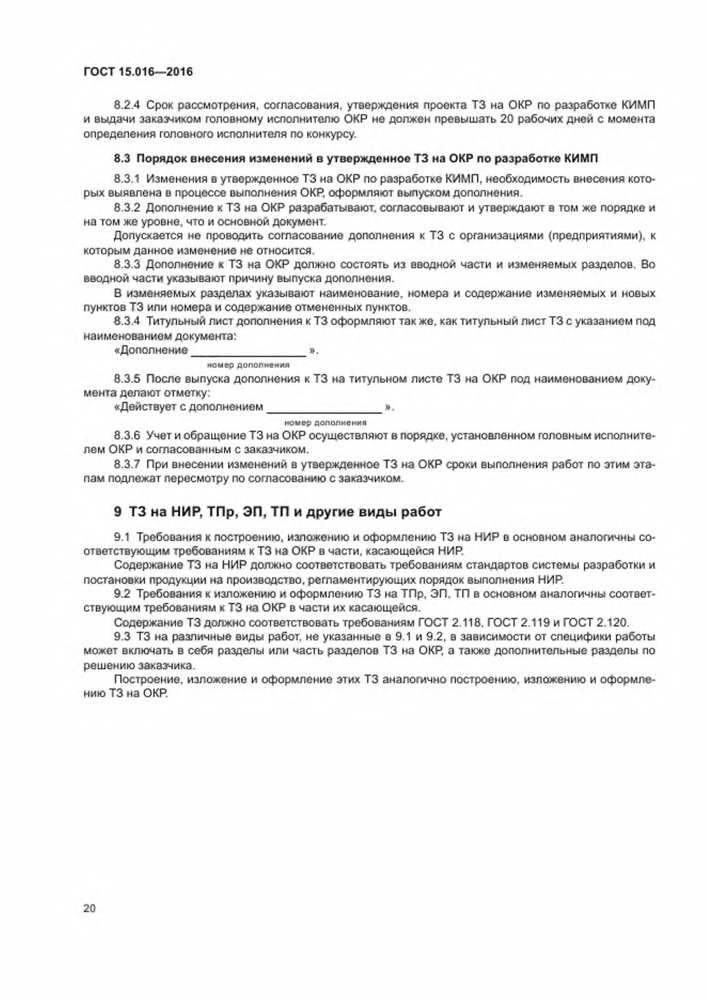 ГОСТ 15.016—2016
8.2.4 Срок рассмотрения, согласования, утверждения проекта ТЗ на ОКР по разработке КИМП
и выдачи заказчиком головному исполнителю ОКР не должен превышать 20 рабочих дней с момента
определения головного исполнителя по конкурсу.
8.3 Порядок внесения изменений в утвержденное ТЗ на ОКР по разработке КИМП
8.3.1 Изменения в утвержденное ТЗ на ОКР по разработке КИМП, необходимость внесения кото-
рых выявлена в процессе выполнения ОКР, оформляют выпуском дополнения.
8.3.2 Дополнение к ТЗ на ОКР разрабатывают, согласовывают и утверждают в том же порядке и
на том же уровне, что и основной документ.
Допускается не проводить согласование дополнения к ТЗ с организациями (предприятиями), к
которым данное изменение не относится.
8.3.3 Дополнение к ТЗ на ОКР должно состоять из вводной части и изменяемых разделов. Во
вводной части указывают причину выпуска дополнения.
В изменяемых разделах указывают наименование, номера и содержание изменяемых и новых
пунктов ТЗ или номера и содержание отмененных пунктов.
8.3.4 Титульный лист дополнения к ТЗ оформляют так же, как титульный лист ТЗ с указанием под
наименованием документа:
«Дополнение ____________________ ».
номер дополнения
8.3.5 После выпуска дополнения к ТЗ на титульном листе ТЗ на ОКР под наименованием доку-
мента делают отметку:
«Действует с дополнением ____________________ ».
номер дополнения
8.3.6 Учет и обращение ТЗ на ОКР осуществляют в порядке, установленном головным исполните-
лем ОКР и согласованным с заказчиком.
8.3.7 При внесении изменений в утвержденное ТЗ на ОКР сроки выполнения работ по этим эта-
пам подлежат пересмотру по согласованию с заказчиком.
9 ТЗ на НИР, ТПр, ЭП, ТП и другие виды работ
9.1 Требования к построению, изложению и оформлению ТЗ на НИР в основном аналогичны со-
ответствующим требованиям к ТЗ на ОКР в части, касающейся НИР.
Содержание ТЗ на НИР должно соответствовать требованиям стандартов системы разработки и
постановки продукции на производство, регламентирующих порядок выполнения НИР.
9.2 Требования к изложению и оформлению ТЗ на ТПр, ЭП, ТП в основном аналогичны соответ-
ствующим требованиям к ТЗ на ОКР в части их касающейся.
Содержание ТЗ должно соответствовать требованиям ГОСТ 2.118, ГОСТ 2.119 и ГОСТ 2.120.
9.3 ТЗ на различные виды работ, не указанные в 9.1 и 9.2, в зависимости от специфики работы
может включать в себя разделы или часть разделов ТЗ на ОКР, а также дополнительные разделы по
решению заказчика.
Построение, изложение и оформление этих ТЗ аналогично построению, изложению и оформле-
нию ТЗ на ОКР.
20